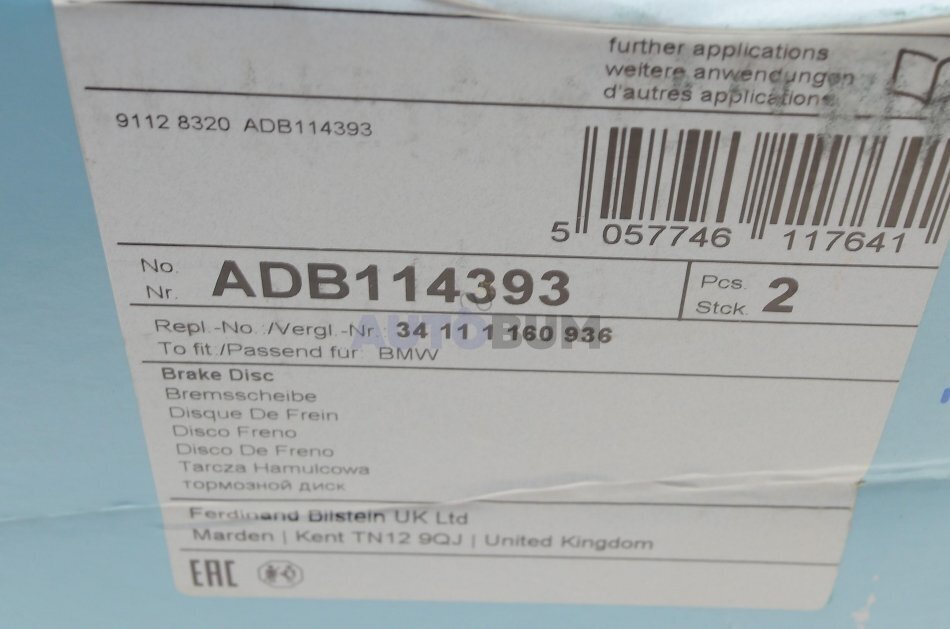 further applications
weitere anwendungen
d'autres applications
9112 8320 ADB114393
5 057746 117641
No.
Nr. ADB114393
Pcs.
Stck. 2
Repl.-No.:/Vergl.-Nr.: 34 11 1 160 936
To fit:/Passend für: BMW
AUTOBUM
Brake Disc
Bremsscheibe
Disque De Frein
Disco Freno
Disco De Freno
Tarcza Hamulcowa
тормозной диск
Ferdinand Bilstein UK Ltd
Marden | Kent TN12 9QJ | United Kingdom
EAC